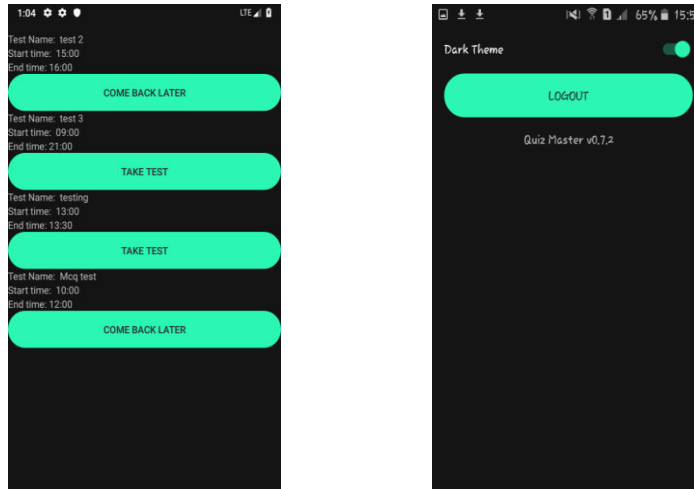 1:04 LTE
Test Name: test 2
Start time: 15:00
End time: 16:00
COME BACK LATER
Test Name: test 3
Start time: 09:00
End time: 21:00
TAKE TEST
Test Name: testing
Start time: 13:00
End time: 13:30
TAKE TEST
Test Name: Mcq test
Start time: 10:00
End time: 12:00
COME BACK LATER
1 65% 15:5
Dark Theme
LOGOUT
Quiz Master v0.7.2